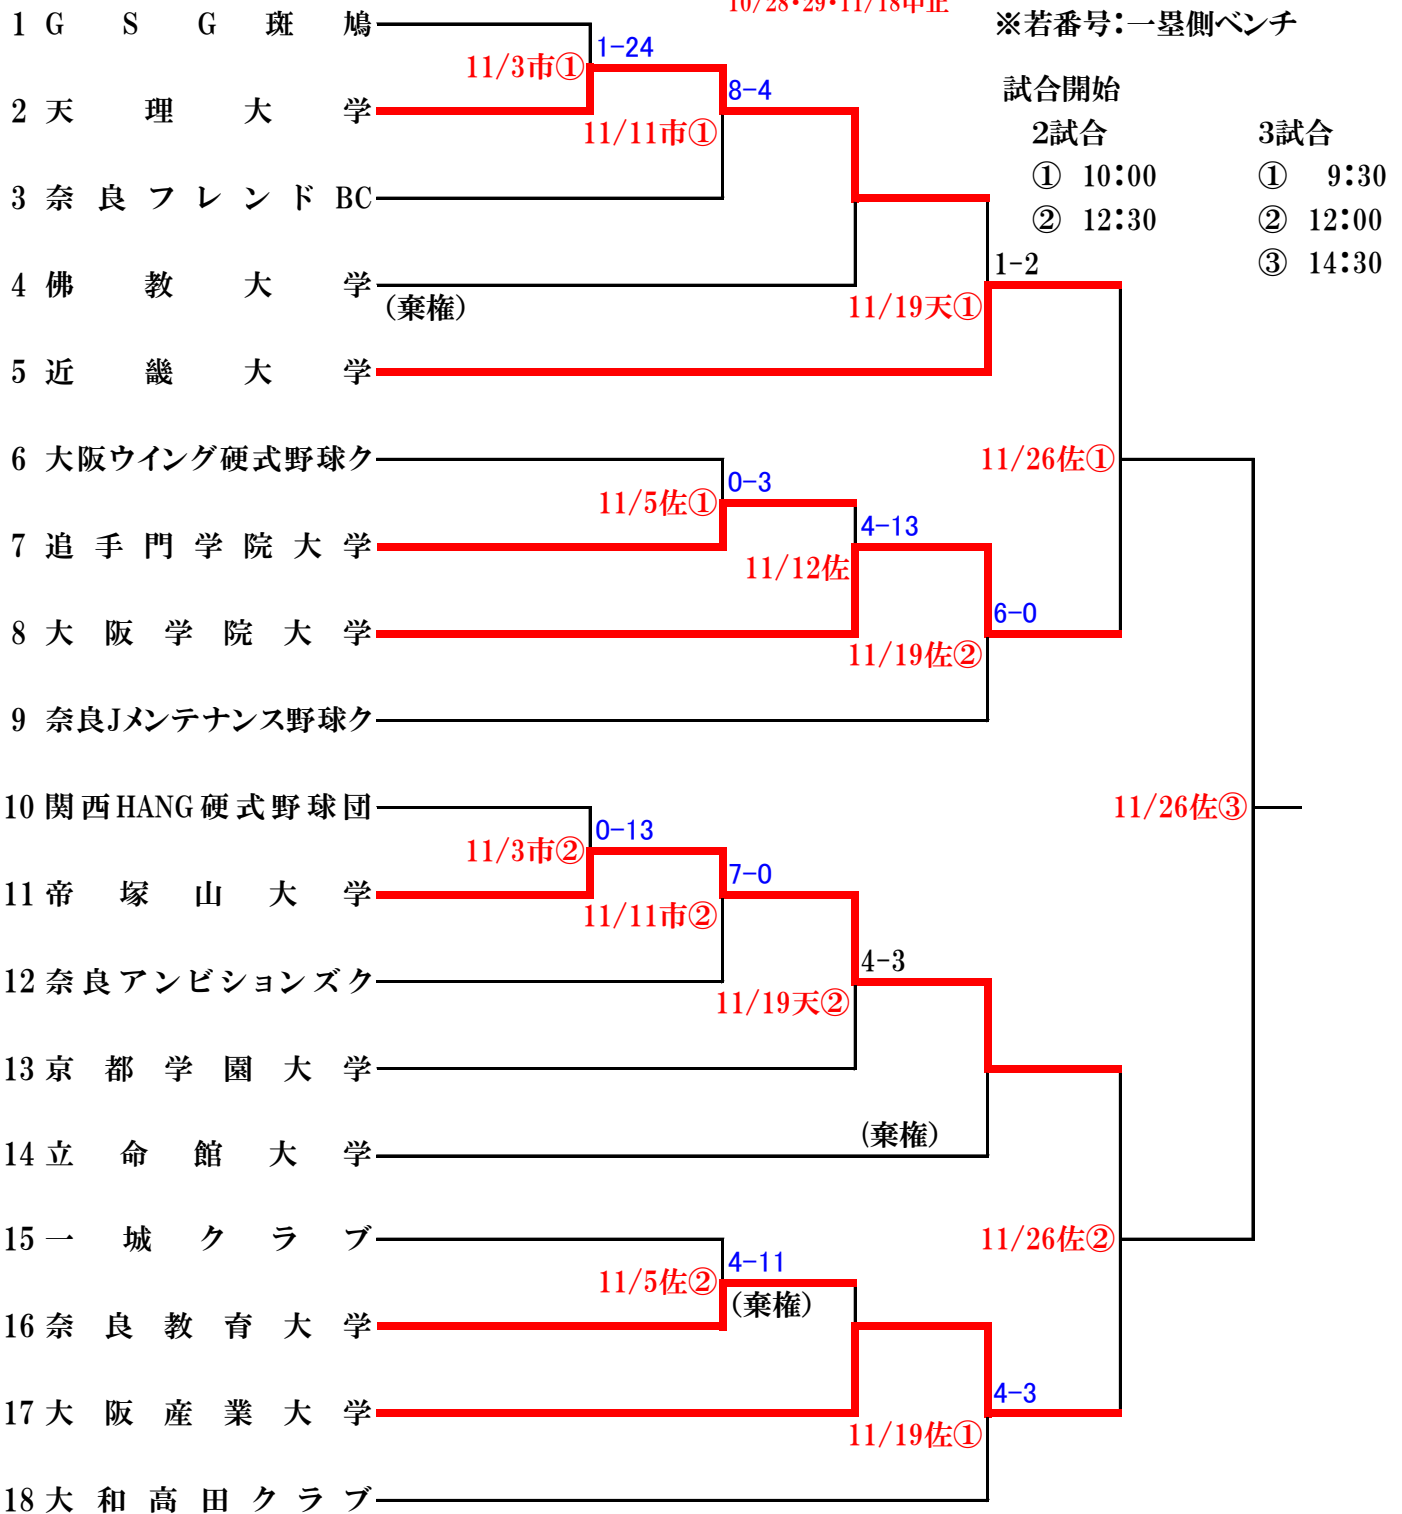 10/28・29・11/18中止
※若番号：一塁側ベンチ
試合開始
2試合 3試合
① 10：00 ① 9：30
② 12：30 ② 12：00
③ 14：30
1 GSG斑鳩
1-24
11/3市①
2 天理大学
8-4
11/11市①
3 奈良フレンドBC
4 佛教大学
(棄権)
1-2
11/19天①
5 近畿大学
6 大阪ウイング硬式野球ク
11/26佐①
0-3
11/5佐①
7 追手門学院大学
4-13
11/12佐
8 大阪学院大学
6-0
11/19佐②
9 奈良Jメンテナンス野球ク
10 関西HANG硬式野球団
11/26佐③
0-13
11/3市②
11 帝塚山大学
7-0
11/11市②
12 奈良アンビションズク
4-3
11/19天②
13 京都学園大学
14 立命館大学
(棄権)
15 一城クラブ
11/26佐②
4-11
11/5佐②
(棄権)
16 奈良教育大学
17 大阪産業大学
4-3
11/19佐①
18 大和高田クラブ